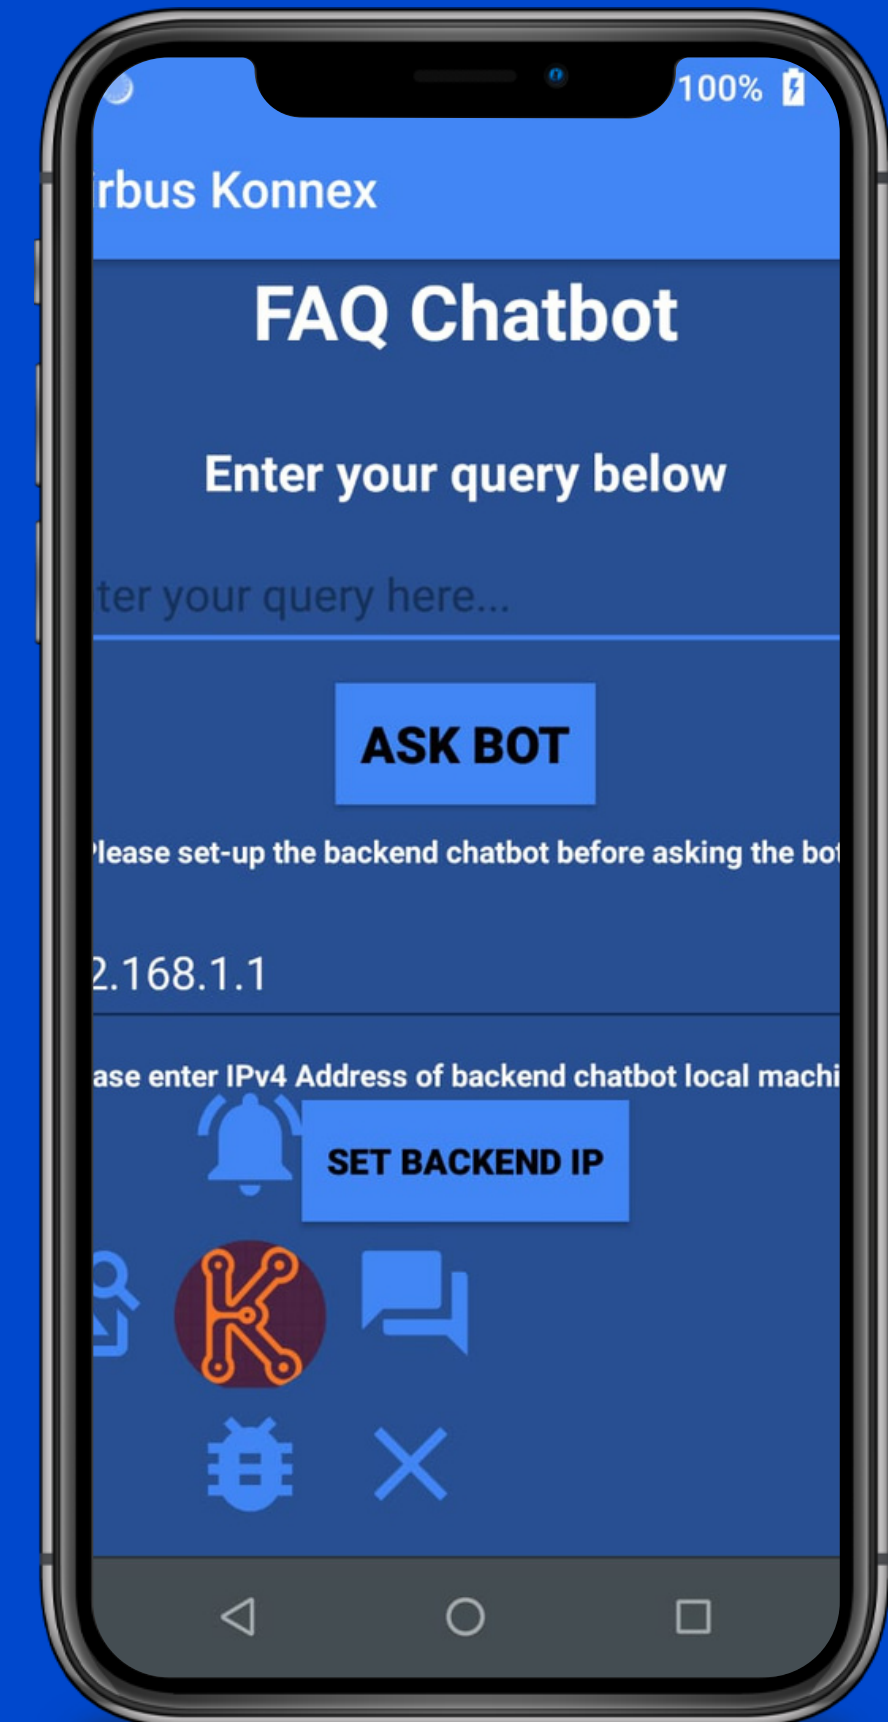 100%
irbus Konnex
FAQ Chatbot
Enter your query below
ter your query here...
ASK BOT
lease set-up the backend chatbot before asking the bot
2.168.1.1
ase enter IPv4 Address of backend chatbot local machi
SET BACKEND IP
K